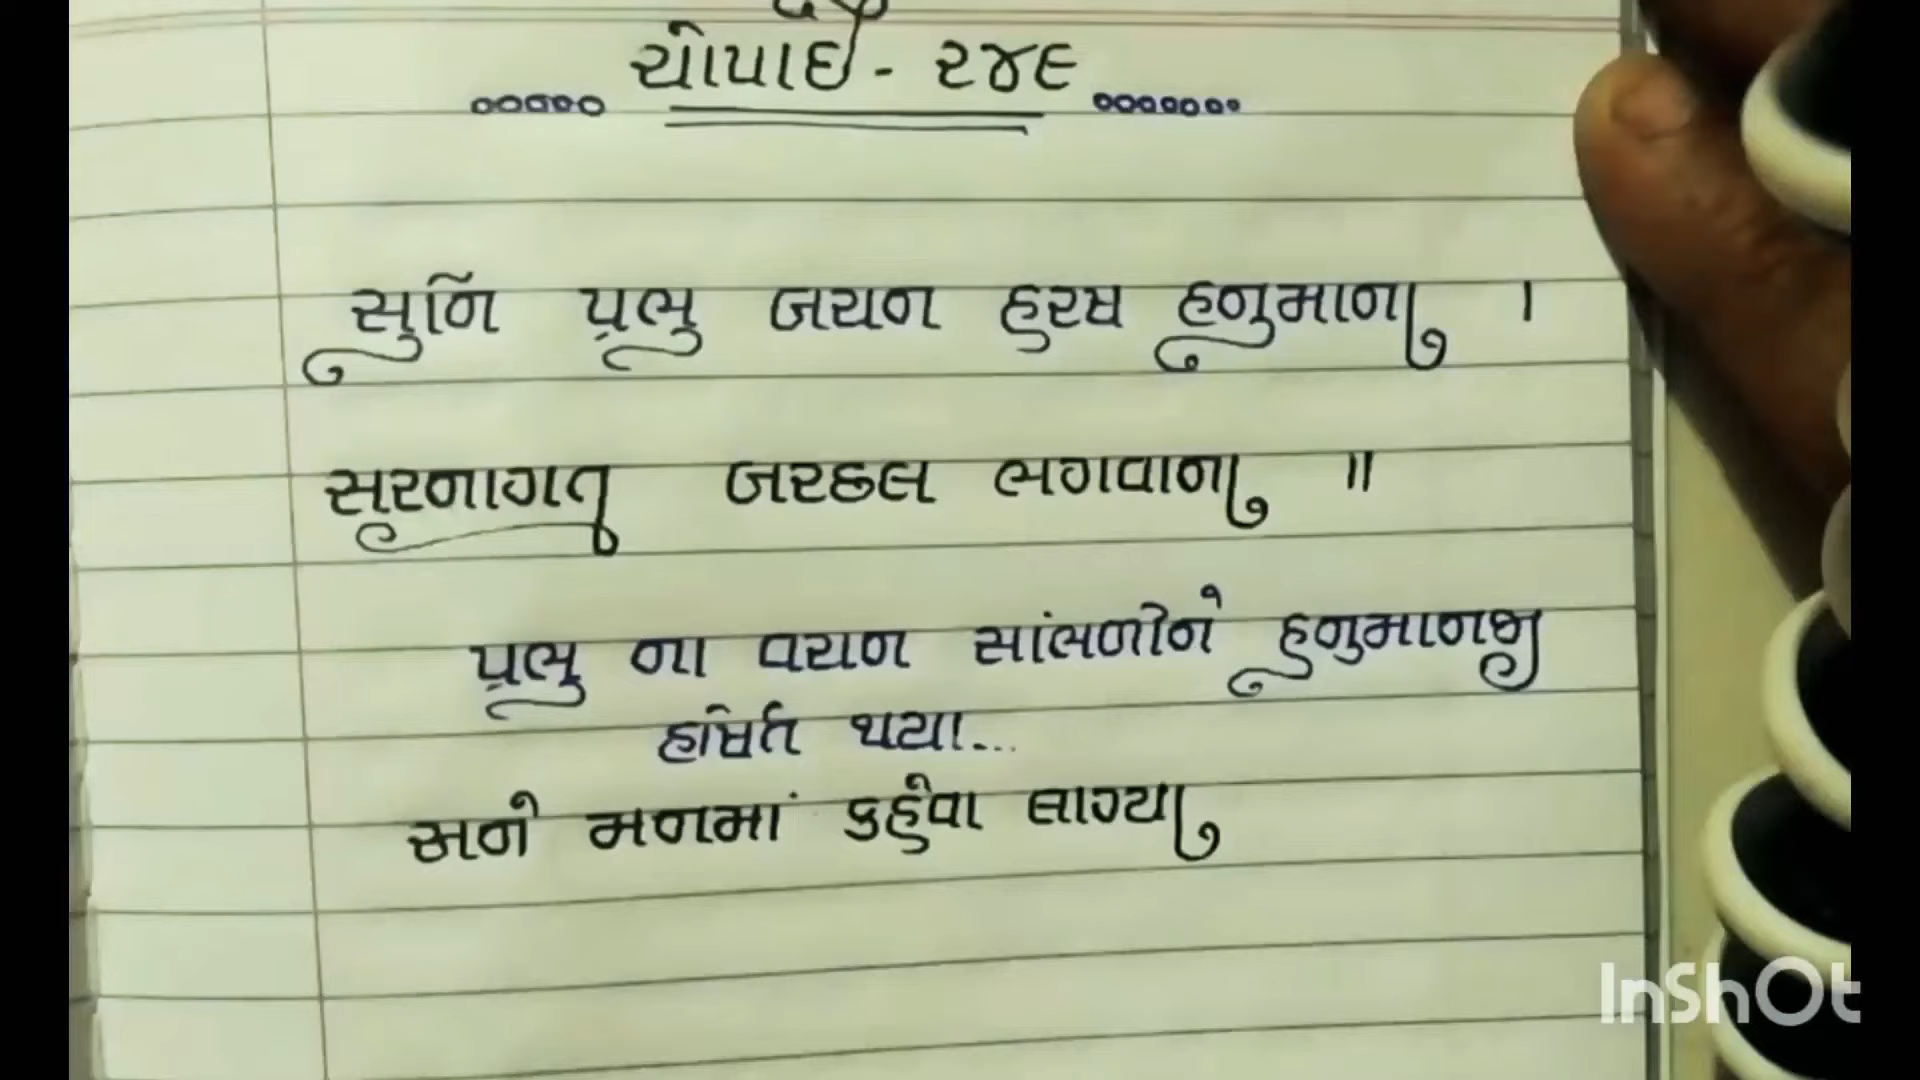 ચોપાઈ - ૨૪૯
સુનિ પ્રભુ બચન હરષ હનુમાના ।
સરનાગત બચ્છલ ભગવાના ॥
પ્રભુ ના વચન સાંભળીને હનુમાનજી
હર્ષિત થયા...
અને મનમાં કહેવા લાગ્યા
InShOt